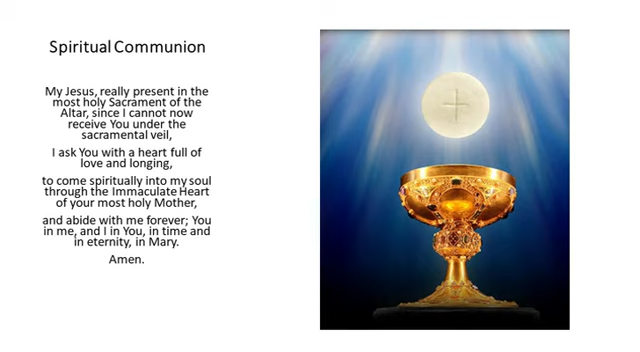 Spiritual Communion
My Jesus, really present in the
most holy Sacrament of the
Altar, since I cannot now
receive You under the
sacramental veil,
I ask You with a heart full of
love and longing,
to come spiritually into my soul
through the Immaculate Heart
of your most holy Mother,
and abide with me forever; You
in me, and I in You, in time and
in eternity, in Mary.
Amen.